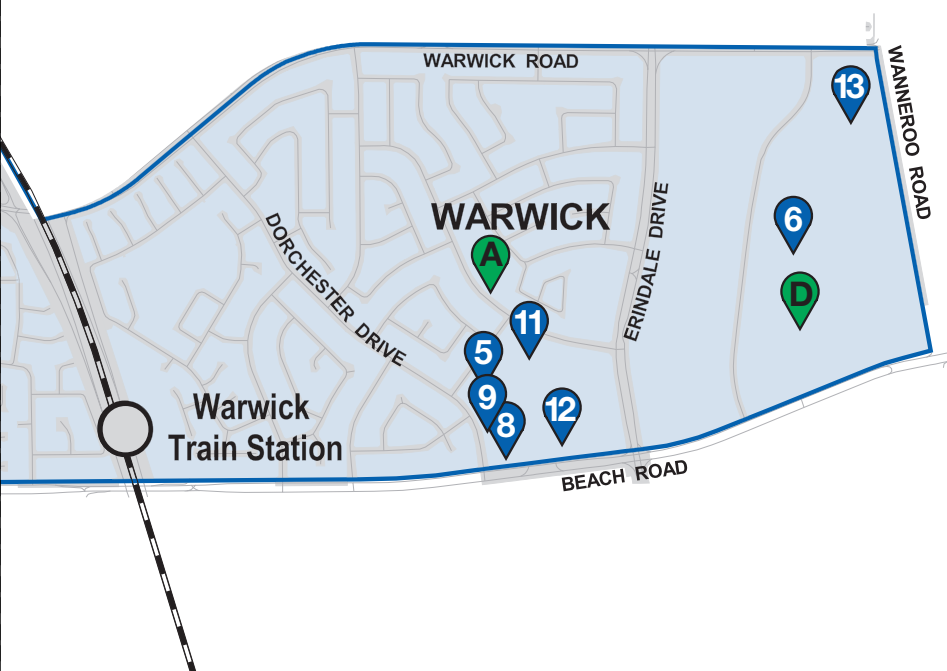 WARWICK ROAD
WANNEROO ROAD
13
WARWICK
ERINDALE DRIVE
6
DORCHESTER DRIVE
A
D
11
5
9
8
12
Warwick
Train Station
BEACH ROAD